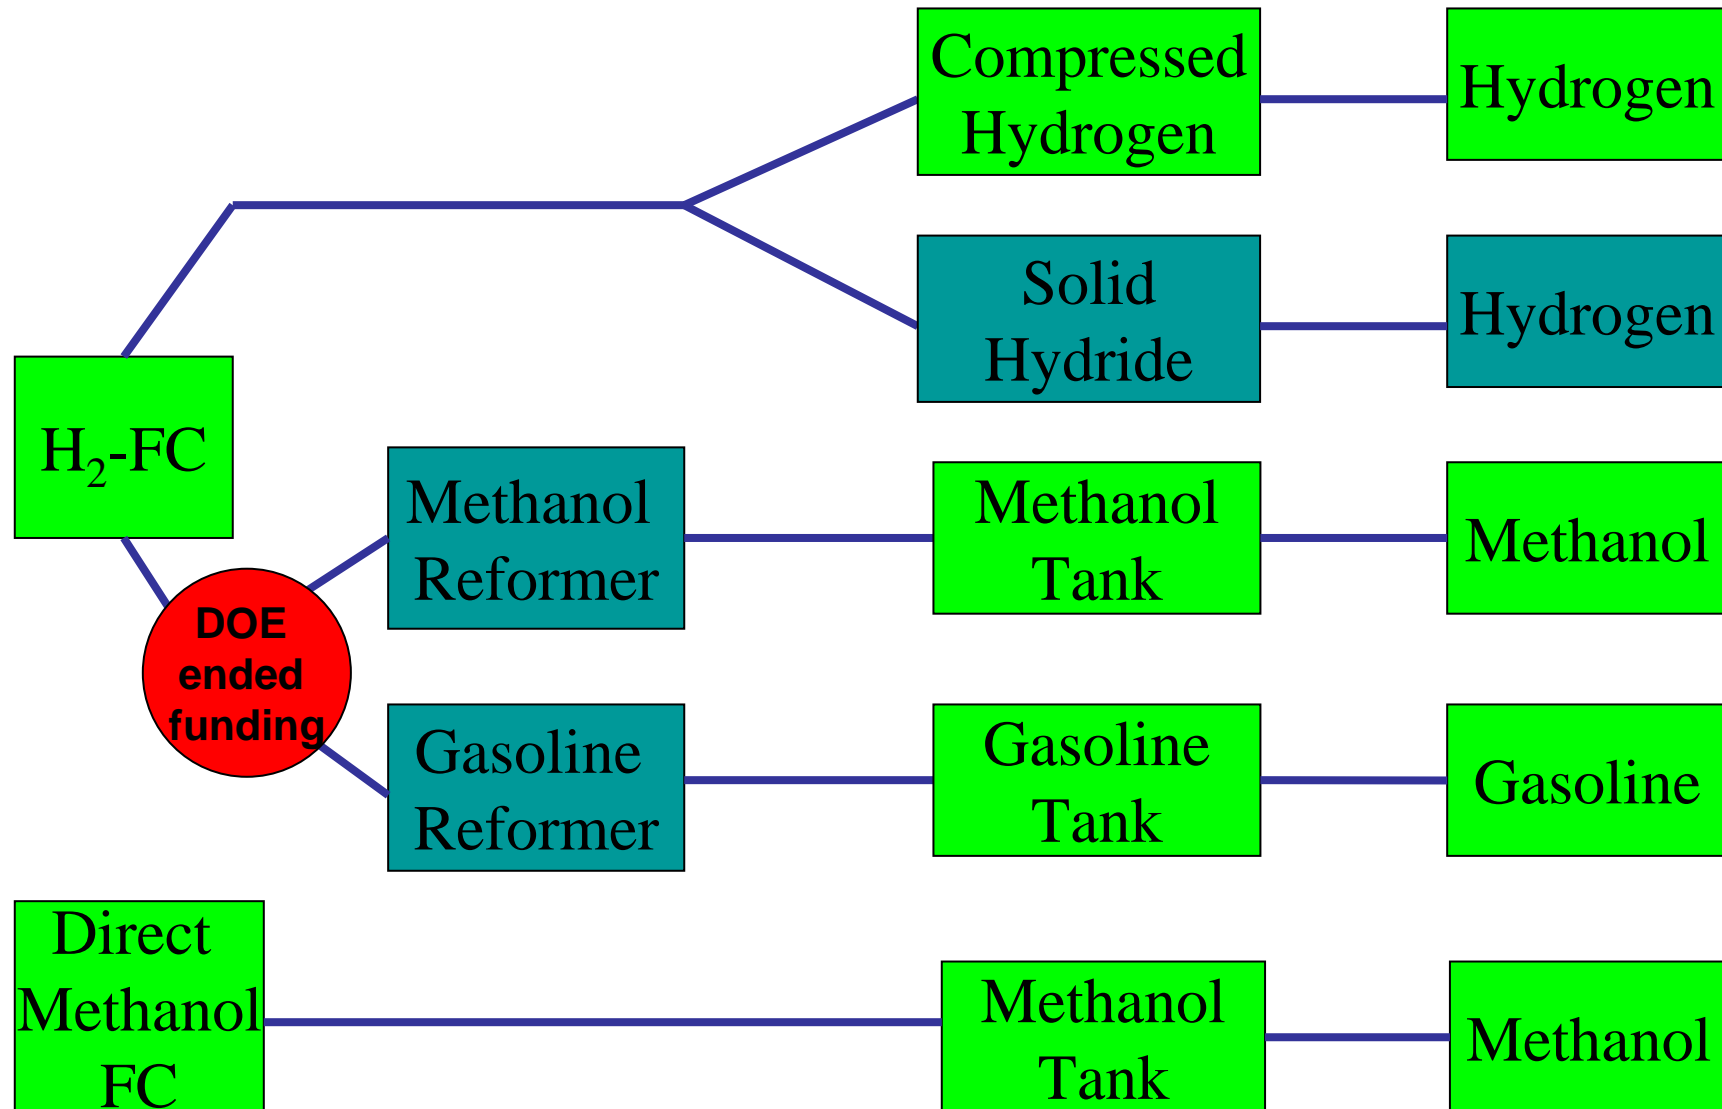 Compressed
Hydrogen
Hydrogen
Solid
Hydride
Hydrogen
H₂-FC
Methanol
Reformer
Methanol
Tank
Methanol
DOE
ended
funding
Gasoline
Reformer
Gasoline
Tank
Gasoline
Direct
Methanol
FC
Methanol
Tank
Methanol